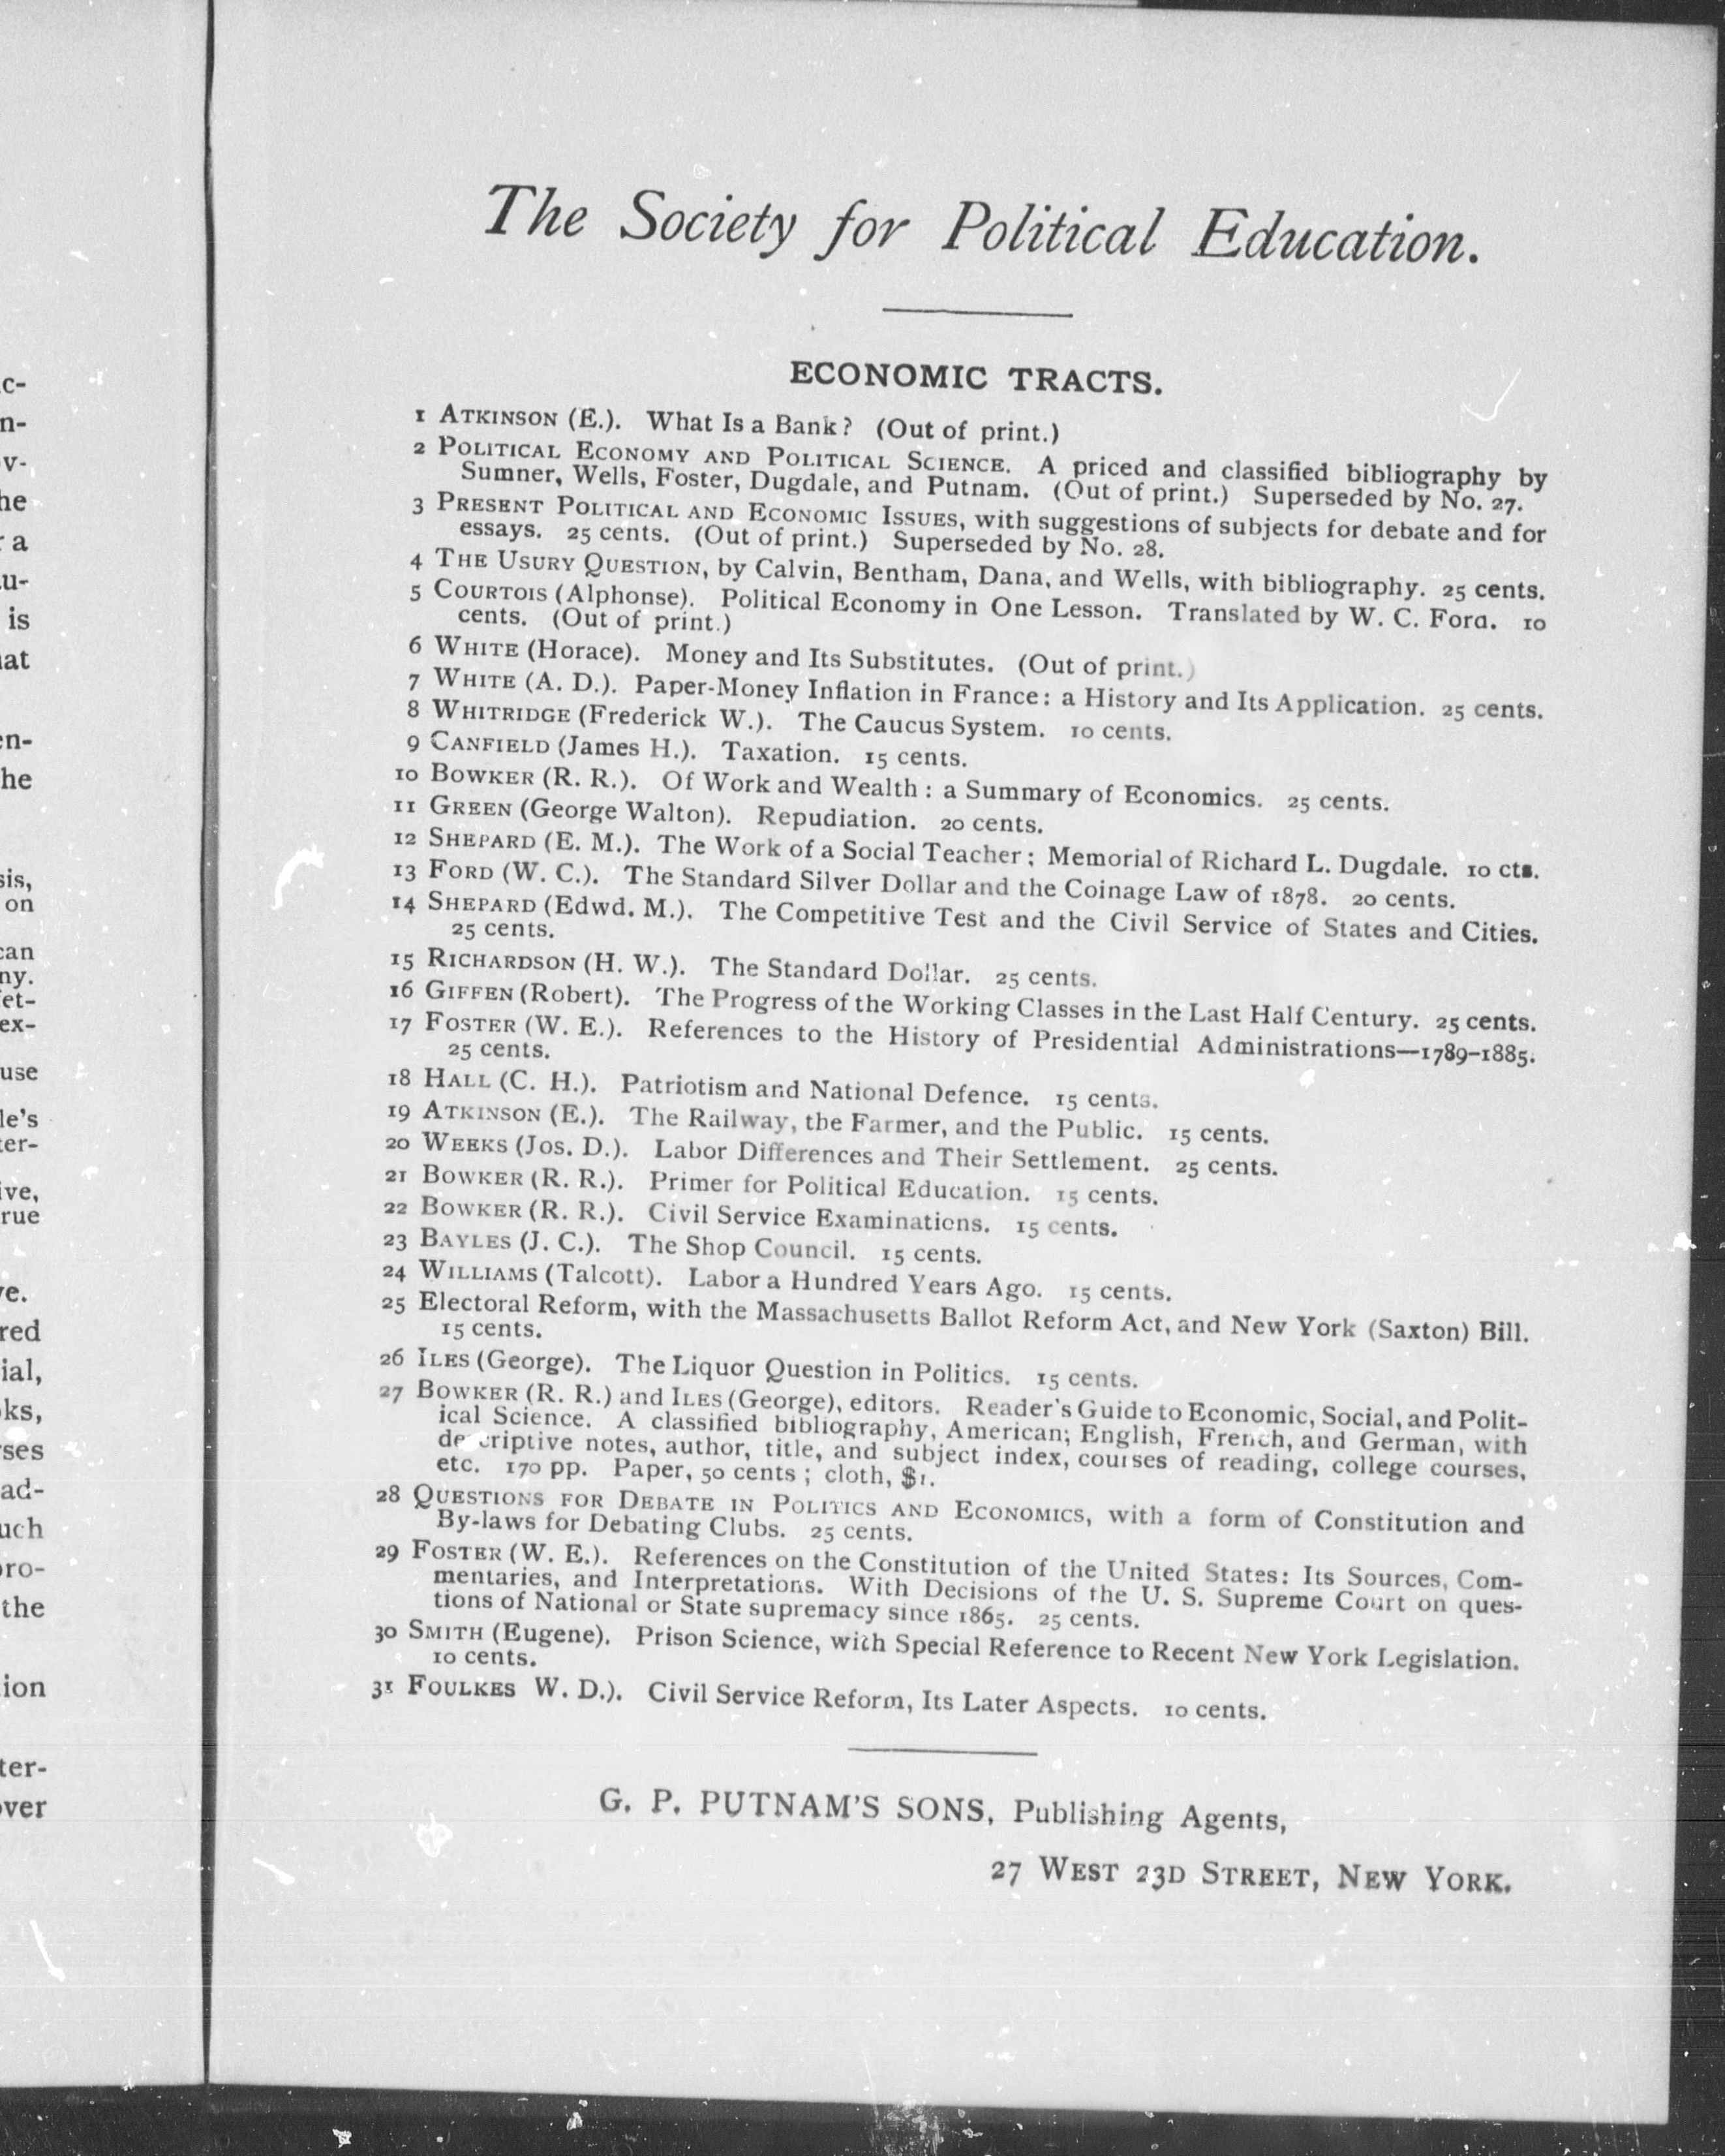 The Society for Political Education.
ECONOMIC TRACTS.
1 ATKINSON (E.). What Is a Bank? (Out of print.)
2 POLITICAL ECONOMY AND POLITICAL SCIENCE. A priced and classified bibliography by
Sumner, Wells, Foster, Dugdale, and Putnam. (Out of print.) Superseded by No. 27.
3 PRESENT POLITICAL AND ECONOMIC ISSUES, with suggestions of subjects for debate and for
essays. 25 cents. (Out of print.) Superseded by No. 28.
4 THE USURY QUESTION, by Calvin, Bentham, Dana, and Wells, with bibliography. 25 cents.
5 COURTOIS (Alphonse). Political Economy in One Lesson. Translated by W. C. Ford. 10
cents. (Out of print.)
6 WHITE (Horace). Money and Its Substitutes. (Out of print.)
7 WHITE (A. D.). Paper-Money Inflation in France: a History and Its Application. 25 cents.
8 WHITRIDGE (Frederick W.). The Caucus System. 10 cents.
9 CANFIELD (James H.). Taxation. 15 cents.
10 BOWKER (R. R.). Of Work and Wealth: a Summary of Economics. 25 cents.
11 GREEN (George Walton). Repudiation. 20 cents.
12 SHEPARD (E. M.). The Work of a Social Teacher; Memorial of Richard L. Dugdale. 10 cts.
13 FORD (W. C.). The Standard Silver Dollar and the Coinage Law of 1878. 20 cents.
14 SHEPARD (Edwd. M.). The Competitive Test and the Civil Service of States and Cities.
25 cents.
15 RICHARDSON (H. W.). The Standard Dollar. 25 cents.
16 GIFFEN (Robert). The Progress of the Working Classes in the Last Half Century. 25 cents.
17 FOSTER (W. E.). References to the History of Presidential Administrations—1789-1885.
25 cents.
18 HALL (C. H.). Patriotism and National Defence. 15 cents.
19 ATKINSON (E.). The Railway, the Farmer, and the Public. 15 cents.
20 WEEKS (Jos. D.). Labor Differences and Their Settlement. 25 cents.
21 BOWKER (R. R.). Primer for Political Education. 15 cents.
22 BOWKER (R. R.). Civil Service Examinations. 15 cents.
23 BAYLES (J. C.). The Shop Council. 15 cents.
24 WILLIAMS (Talcott). Labor a Hundred Years Ago. 15 cents.
25 Electoral Reform, with the Massachusetts Ballot Reform Act, and New York (Saxton) Bill.
15 cents.
26 ILES (George). The Liquor Question in Politics. 15 cents.
27 BOWKER (R. R.) and ILES (George), editors. Reader's Guide to Economic, Social, and Polit-
ical Science. A classified bibliography, American, English, French, and German, with
descriptive notes, author, title, and subject index, courses of reading, college courses,
etc. 170 pp. Paper, 50 cents; cloth, $1.
28 QUESTIONS FOR DEBATE IN POLITICS AND ECONOMICS, with a form of Constitution and
By-laws for Debating Clubs. 25 cents.
29 FOSTER (W. E.). References on the Constitution of the United States: Its Sources, Com-
mentaries, and Interpretations. With Decisions of the U. S. Supreme Court on ques-
tions of National or State supremacy since 1865. 25 cents.
30 SMITH (Eugene). Prison Science, with Special Reference to Recent New York Legislation.
10 cents.
31 FOULKES W. D.). Civil Service Reform, Its Later Aspects. 10 cents.
G. P. PUTNAM'S SONS, Publishing Agents,
27 WEST 23D STREET, NEW YORK.